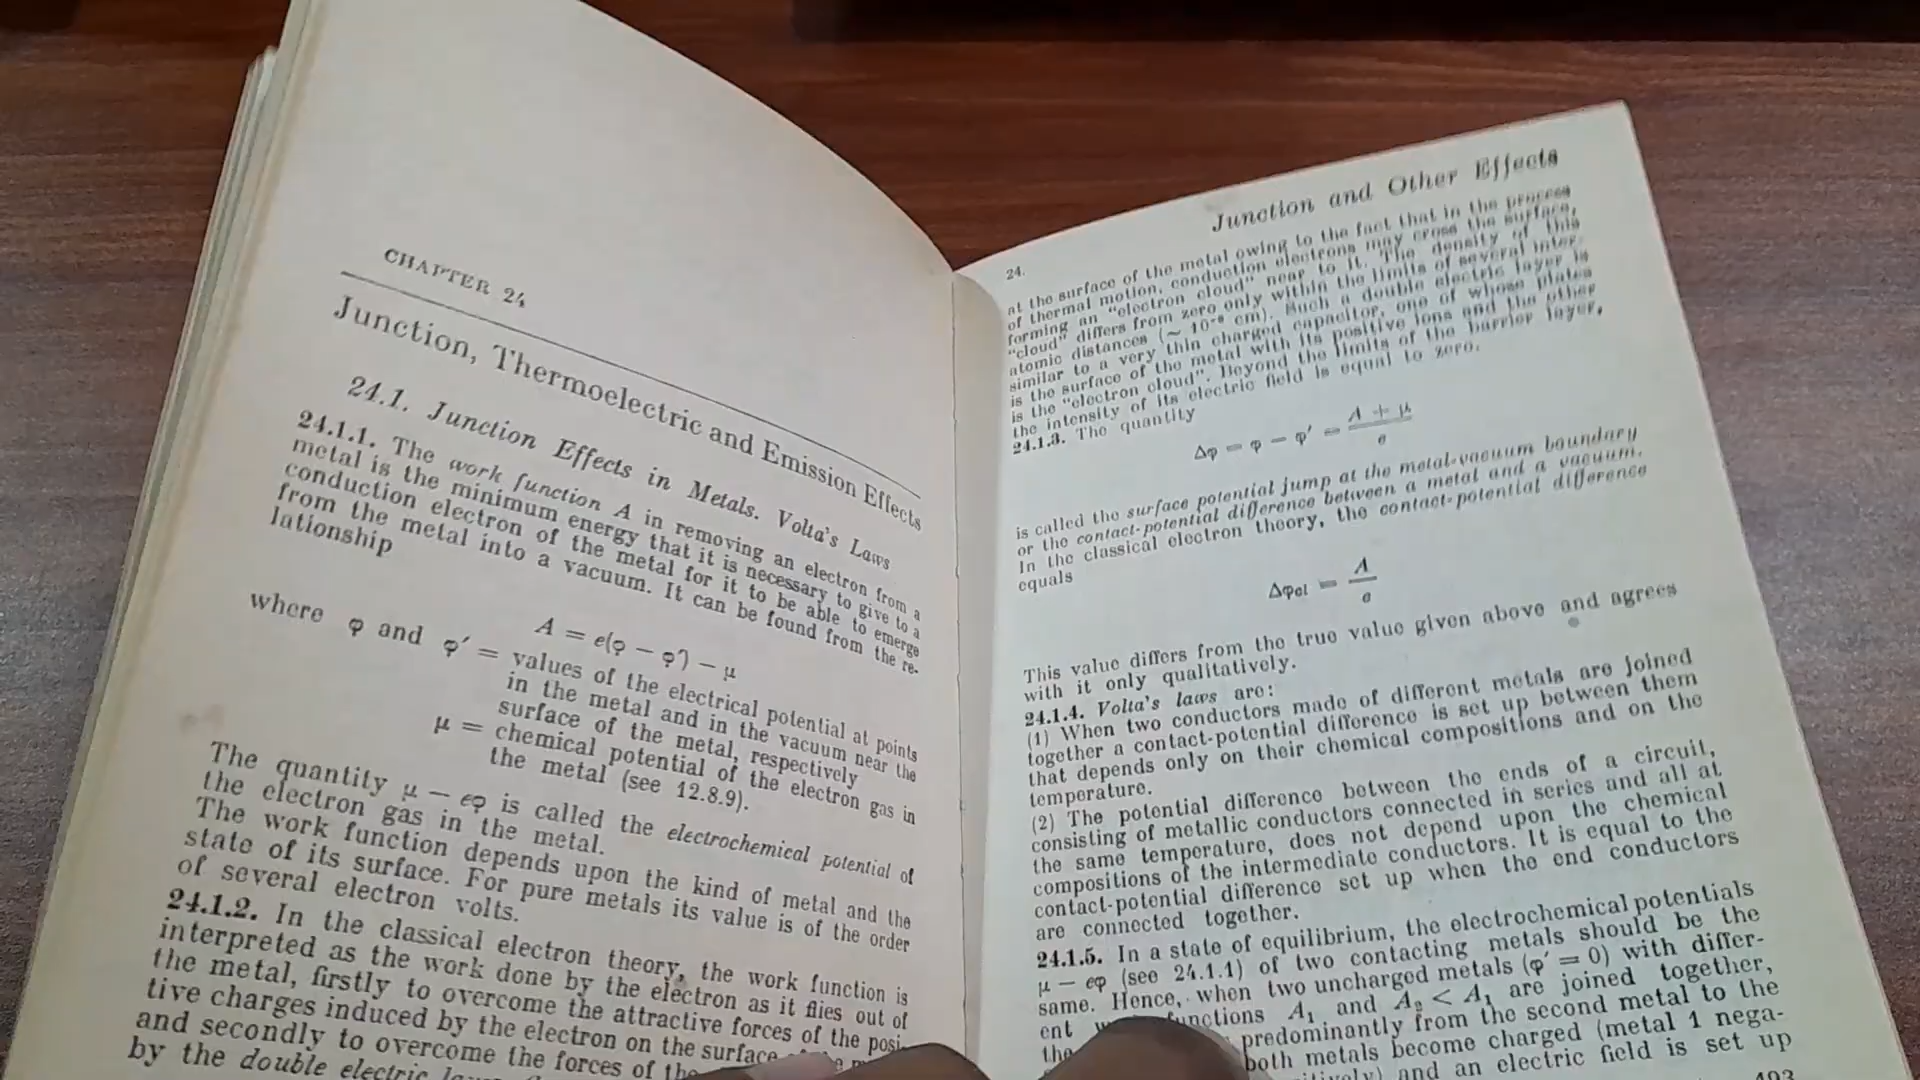 CHAPTER 24
Junction, Thermoelectric and Emission Effects
24.1. Junction Effects in Metals. Volta's Laws
24.1.1. The work function A in removing an electron from a
metal is the minimum energy that it is necessary to give to a
conduction electron of the metal for it to be able to emerge
from the metal into a vacuum. It can be found from the re-
lationship
A = e(φ − φ′) − μ
where φ and φ′ = values of the electrical potential at points
in the metal and in the vacuum near the
surface of the metal, respectively
μ = chemical potential of the electron gas in
the metal (see 12.8.9).
The quantity μ − eφ is called the electrochemical potential of
the electron gas in the metal.
The work function depends upon the kind of metal and the
state of its surface. For pure metals its value is of the order
of several electron volts.
24.1.2. In the classical electron theory, the work function is
interpreted as the work done by the electron as it flies out of
the metal, firstly to overcome the attractive forces of the posi-
tive charges induced by the electron on the surface
and secondly to overcome the forces of
by the double electric
24. Junction and Other Effects
at the surface of the metal owing to the fact that in the process
of thermal motion, conduction electrons may cross the surface,
forming an "electron cloud" near to it. The density of this
"cloud" differs from zero only within the limits of several inter-
atomic distances (∼ 10⁻⁸ cm). Such a double electric layer is
similar to a very thin charged capacitor, one of whose plates
is the surface of the metal with its positive ions and the other
is the "electron cloud". Beyond the limits of the barrier layer,
the intensity of its electric field is equal to zero.
24.1.3. The quantity
Δφ = φ − φ′ = A + μ / e
is called the surface potential jump at the metal-vacuum boundary
or the contact-potential difference between a metal and a vacuum.
In the classical electron theory, the contact-potential difference
equals
Δφcl = A / e
This value differs from the true value given above and agrees
with it only qualitatively.
24.1.4. Volta's laws are:
(1) When two conductors made of different metals are joined
together a contact-potential difference is set up between them
that depends only on their chemical compositions and on the
temperature.
(2) The potential difference between the ends of a circuit,
consisting of metallic conductors connected in series and all at
the same temperature, does not depend upon the chemical
compositions of the intermediate conductors. It is equal to the
contact-potential difference set up when the end conductors
are connected together.
24.1.5. In a state of equilibrium, the electrochemical potentials
μ − eφ (see 24.1.1) of two contacting metals should be the
same. Hence, when two uncharged metals (φ′ = 0) with differ-
ent functions A₁ and A₂ < A₁ are joined together,
the predominantly from the second metal to the
both metals become charged (metal 1 nega-
and an electric field is set up